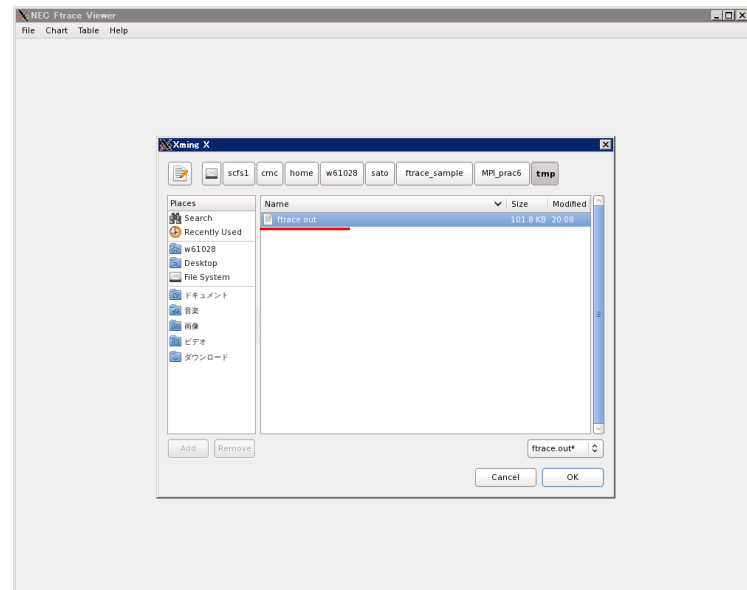 NEC Ftrace Viewer
File Chart Table Help
Xming X
scfs1 cmc home w61028 sato ftrace_sample MPI_prac6 tmp
Places
Search
Recently Used
w61028
Desktop
File System
ドキュメント
音楽
画像
ビデオ
ダウンロード
Name Size Modified
ftrace.out 101.8 KB 20:08
Add Remove
ftrace.out*
Cancel OK